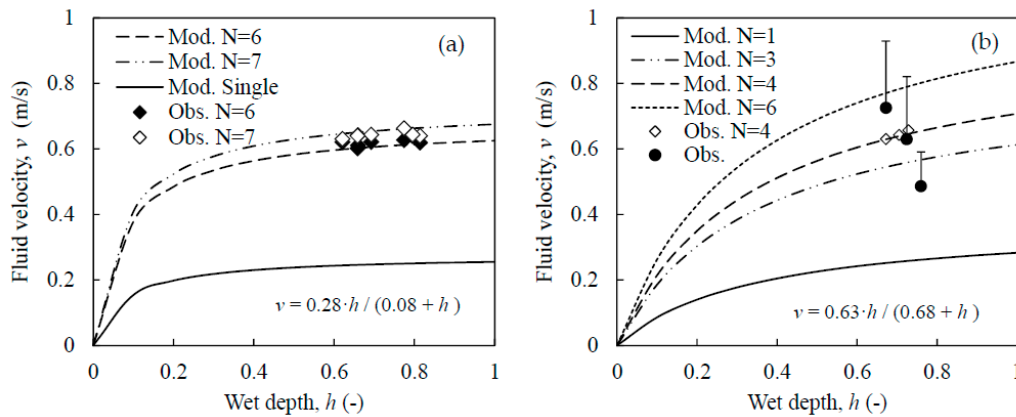 1
0.8
0.6
0.4
0.2
0
Fluid velocity, v (m/s)
Mod. N=6
Mod. N=7
Mod. Single
Obs. N=6
Obs. N=7
(a)
v = 0.28·h / (0.08 + h )
0 0.2 0.4 0.6 0.8 1
Wet depth, h (-)
1
0.8
0.6
0.4
0.2
0
Fluid velocity, v (m/s)
Mod. N=1
Mod. N=3
Mod. N=4
Mod. N=6
Obs. N=4
Obs.
(b)
v = 0.63·h / (0.68 + h )
0 0.2 0.4 0.6 0.8 1
Wet depth, h (-)